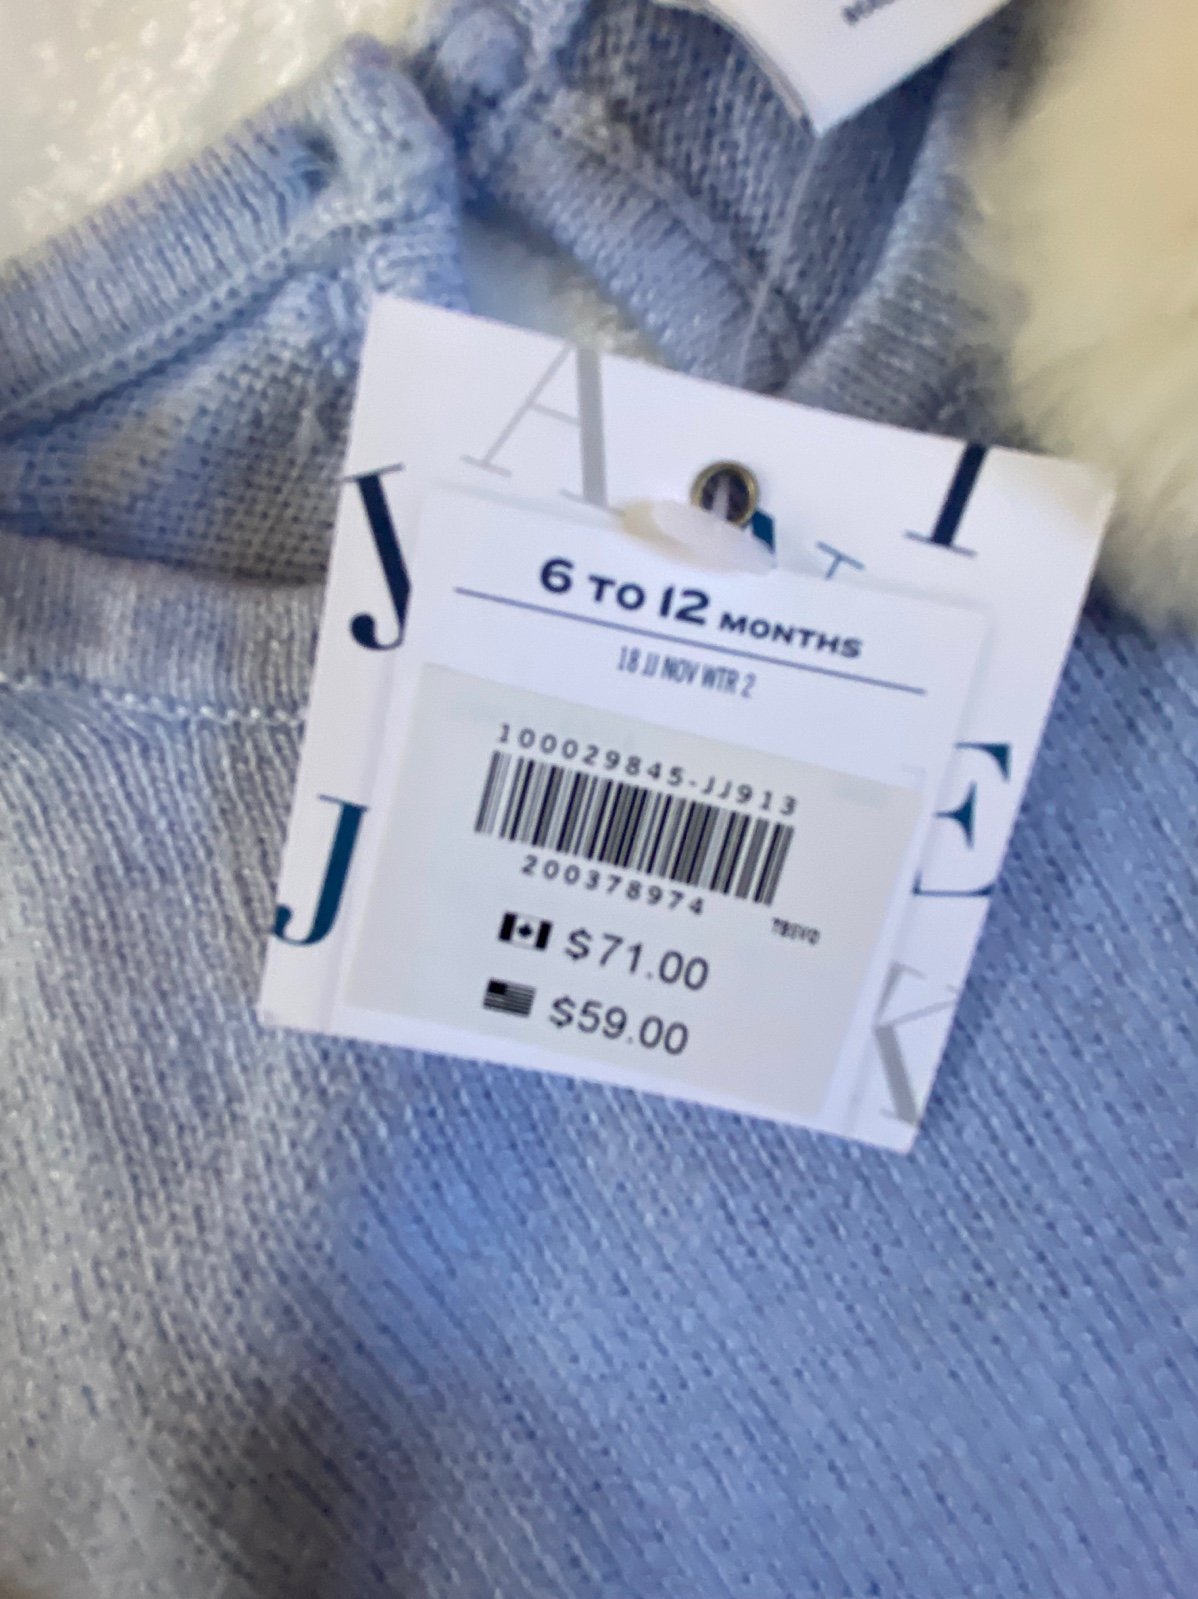 A
J
J
6 TO 12 MONTHS
18 JJ NOV WTR 2
100029845-JJ913
200378974
$71.00
$59.00
J
E
K